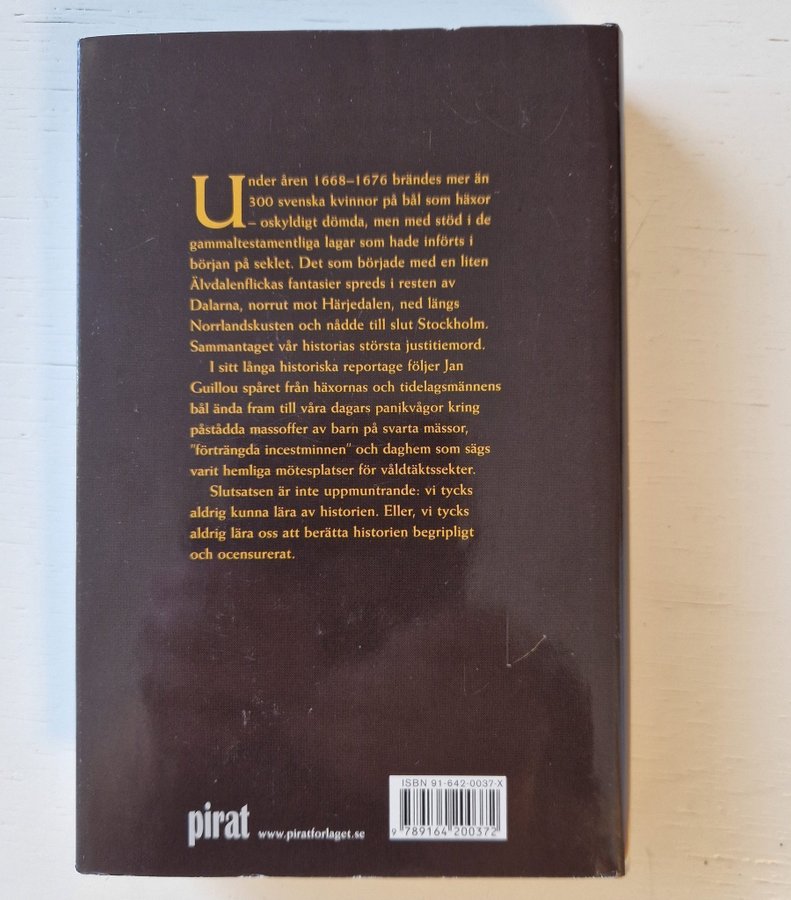 Under åren 1668–1676 brändes mer än
300 svenska kvinnor på bål som häxor
– oskyldigt dömda, men med stöd i de
gammaltestamentliga lagar som hade införts i
början på seklet. Det som började med en liten
Älvdalenflickas fantasier spreds i resten av
Dalarna, norrut mot Härjedalen, ned längs
Norrlandskusten och nådde till slut Stockholm.
Sammantaget vår historias största justitiemord.
I sitt långa historiska reportage följer Jan
Guillou spåret från häxornas och tidelagsmännens
bål ända fram till våra dagars panikvågor kring
påstådda massoffer av barn på svarta mässor,
"förträngda incestminnen" och daghem som sägs
varit hemliga mötesplatser för våldtäktssekter.
Slutsatsen är inte uppmuntrande: vi tycks
aldrig kunna lära av historien. Eller, vi tycks
aldrig lära oss att berätta historien begripligt
och ocensurerat.
ISBN 91-642-0037-X
9 789164 200372
pirat www.piratforlaget.se